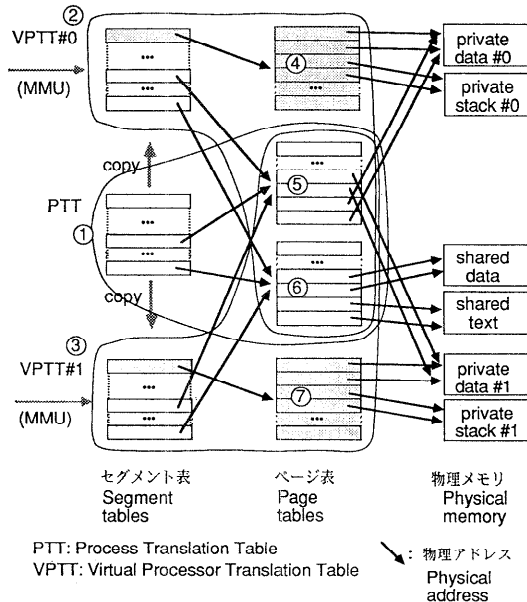 ②
VPTT#0
(MMU)
•••
•••
④
•••
private
data #0
private
stack #0
copy
PTT
①
•••
•••
copy
•••
⑤
•••
⑥
shared
data
shared
text
③
VPTT#1
(MMU)
•••
•••
⑦
•••
private
data #1
private
stack #1
セグメント表
Segment
tables
ページ表
Page
tables
物理メモリ
Physical
memory
PTT: Process Translation Table
VPTT: Virtual Processor Translation Table
: 物理アドレス
Physical
address